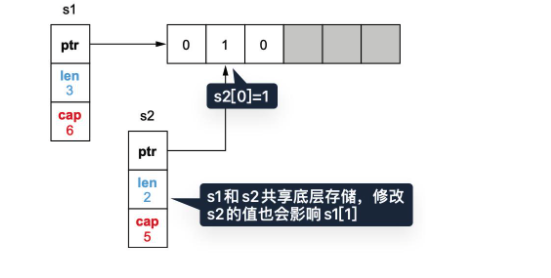 s1
ptr
len
3
cap
6
0 1 0
s2[0]=1
s2
ptr
len
2
cap
5
s1和s2共享底层存储，修改
s2的值也会影响s1[1]